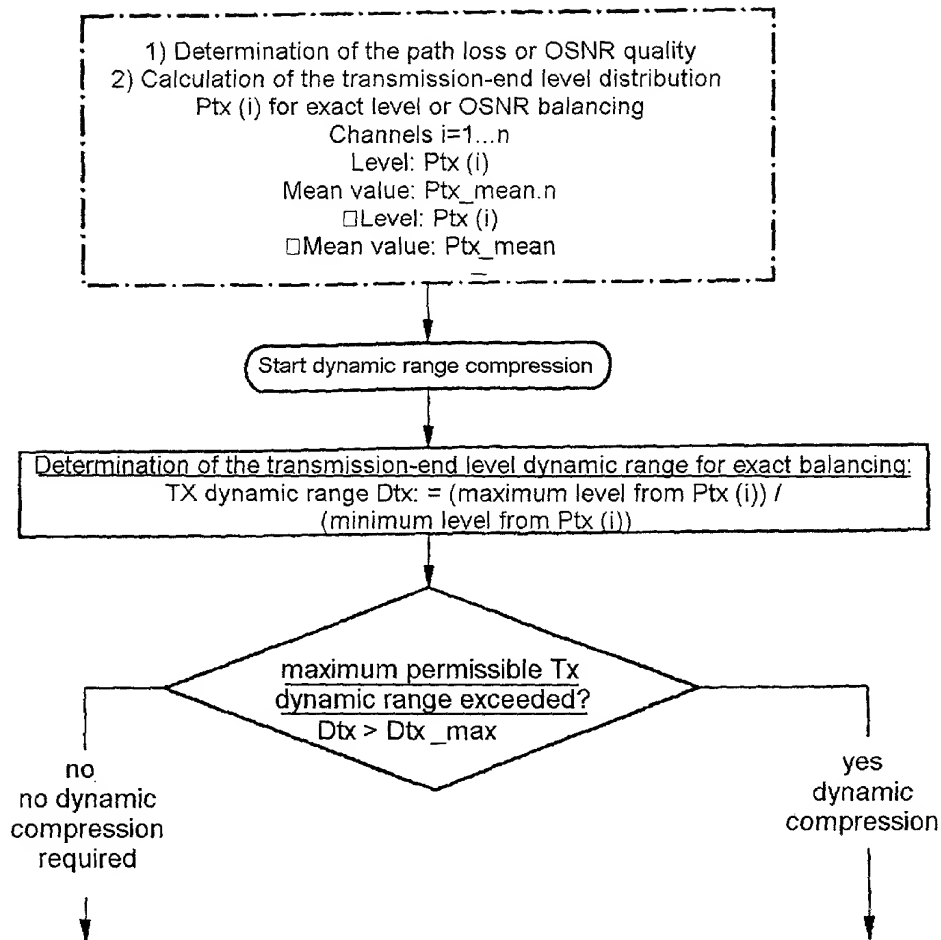 1) Determination of the path loss or OSNR quality
2) Calculation of the transmission-end level distribution
Ptx (i) for exact level or OSNR balancing
Channels i=1...n
Level: Ptx (i)
Mean value: Ptx_mean.n
□Level: Ptx (i)
□Mean value: Ptx_mean
Start dynamic range compression
Determination of the transmission-end level dynamic range for exact balancing:
TX dynamic range Dtx: = (maximum level from Ptx (i)) /
(minimum level from Ptx (i))
maximum permissible Tx
dynamic range exceeded?
Dtx > Dtx_max
no
no dynamic
compression
required
yes
dynamic
compression